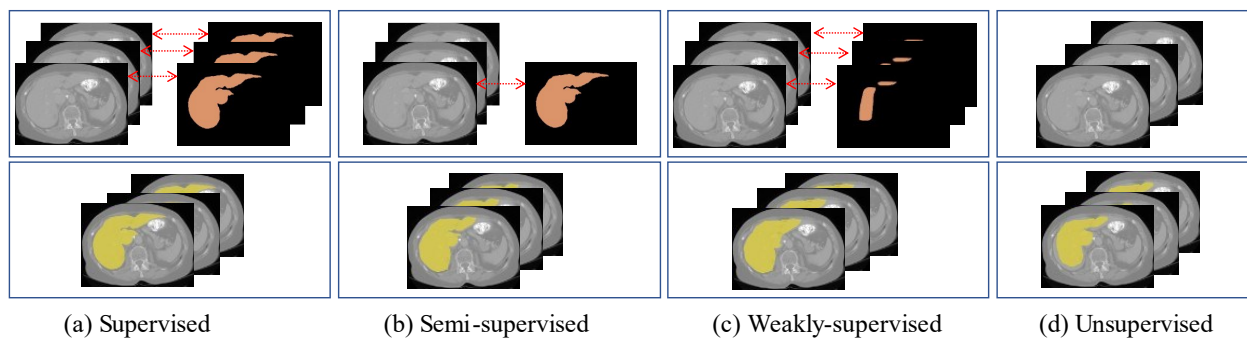 (a) Supervised
(b) Semi-supervised
(c) Weakly-supervised
(d) Unsupervised